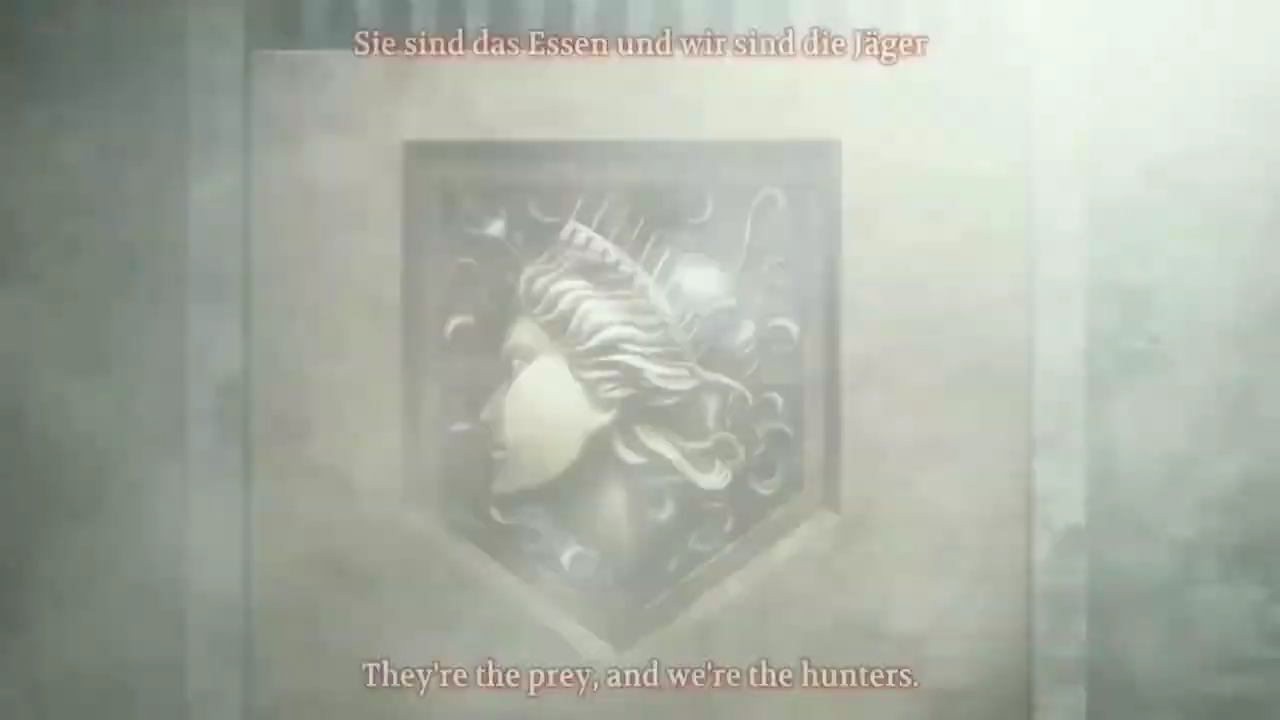 Sie sind das Essen und wir sind die Jäger
They're the prey, and we're the hunters.